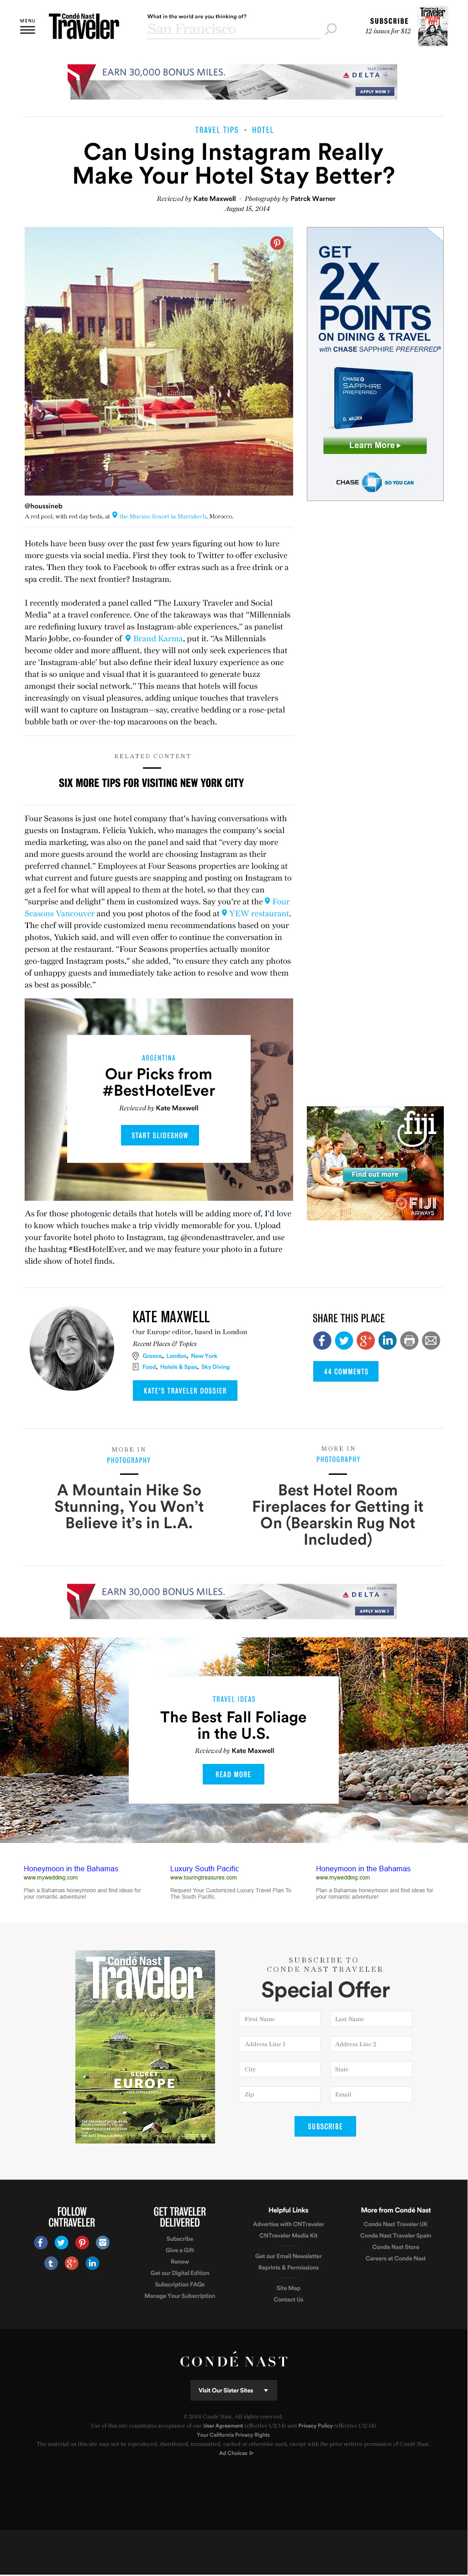 MENU
Condé Nast
Traveler
What in the world are you thinking of?
San Francisco
SUBSCRIBE
12 issues for $12
EARN 30,000 BONUS MILES.
KEEP CLIMBING
DELTA
APPLY NOW >
TRAVEL TIPS • HOTEL
Can Using Instagram Really
Make Your Hotel Stay Better?
Reviewed by Kate Maxwell · Photography by Patrck Warner
August 15, 2014
GET
2X
POINTS
ON DINING & TRAVEL
with CHASE SAPPHIRE PREFERRED®
CHASE
SAPPHIRE
PREFERRED
D. WILDEN
Learn More
CHASE SO YOU CAN
@houssineb
A red pool, with red day beds, at the Murano Resort in Marrakech, Morocco.
Hotels have been busy over the past few years figuring out how to lure
more guests via social media. First they took to Twitter to offer exclusive
rates. Then they took to Facebook to offer extras such as a free drink or a
spa credit. The next frontier? Instagram.
I recently moderated a panel called "The Luxury Traveler and Social
Media" at a travel conference. One of the takeaways was that "Millennials
are redefining luxury travel as Instagram-able experiences," as panelist
Mario Jobbe, co-founder of Brand Karma, put it. "As Millennials
become older and more affluent, they will not only seek experiences that
are 'Instagram-able' but also define their ideal luxury experience as one
that is so unique and visual that it is guaranteed to generate buzz
amongst their social network." This means that hotels will focus
increasingly on visual pleasures, adding unique touches that travelers
will want to capture on Instagram—say, creative bedding or a rose-petal
bubble bath or over-the-top macaroons on the beach.
RELATED CONTENT
SIX MORE TIPS FOR VISITING NEW YORK CITY
Four Seasons is just one hotel company that's having conversations with
guests on Instagram. Felicia Yukich, who manages the company's social
media marketing, was also on the panel and said that "every day more
and more guests around the world are choosing Instagram as their
preferred channel." Employees at Four Seasons properties are looking at
what current and future guests are snapping and posting on Instagram to
get a feel for what will appeal to them at the hotel, so that they can
"surprise and delight" them in customized ways. Say you're at the Four
Seasons Vancouver and you post photos of the food at YEW restaurant.
The chef will provide customized menu recommendations based on your
photos, Yukich said, and will even offer to continue the conversation in
person at the restaurant. "Four Seasons properties actually monitor
geo-tagged Instagram posts," she added, "to ensure they catch any photos
of unhappy guests and immediately take action to resolve and wow them
as best as possible."
ARGENTINA
Our Picks from
#BestHotelEver
Reviewed by Kate Maxwell
START SLIDESHOW
fiji
Find out more
FIJI
AIRWAYS
As for those photogenic details that hotels will be adding more of, I'd love
to know which touches make a trip vividly memorable for you. Upload
your favorite hotel photo to Instagram, tag @condenasttraveler, and use
the hashtag #BestHotelEver, and we may feature your photo in a future
slide show of hotel finds.
KATE MAXWELL
Our Europe editor, based in London
Recent Places & Topics
Greece, London, New York
Food, Hotels & Spas, Sky Diving
KATE'S TRAVELER DOSSIER
SHARE THIS PLACE
44 COMMENTS
MORE IN
PHOTOGRAPHY
A Mountain Hike So
Stunning, You Won't
Believe it's in L.A.
MORE IN
PHOTOGRAPHY
Best Hotel Room
Fireplaces for Getting it
On (Bearskin Rug Not
Included)
EARN 30,000 BONUS MILES.
KEEP CLIMBING
DELTA
APPLY NOW >
TRAVEL IDEAS
The Best Fall Foliage
in the U.S.
Reviewed by Kate Maxwell
READ MORE
Honeymoon in the Bahamas
www.mywedding.com
Plan a Bahamas honeymoon and find ideas for
your romantic adventure!
Luxury South Pacific
www.touringtreasures.com
Request Your Customized Luxury Travel Plan To
The South Pacific.
Honeymoon in the Bahamas
www.mywedding.com
Plan a Bahamas honeymoon and find ideas for
your romantic adventure!
Condé Nast
Traveler
SECRET
EUROPE
SUBSCRIBE TO
CONDE NAST TRAVELER
Special Offer
First Name
Last Name
Address Line 1
Address Line 2
City
State
Zip
Email
SUBSCRIBE
FOLLOW
CNTRAVELER
GET TRAVELER
DELIVERED
Subscribe
Give a Gift
Renew
Get our Digital Edition
Subscription FAQs
Manage Your Subscription
Helpful Links
Advertise with CNTraveler
CNTraveler Media Kit
Get our Email Newsletter
Reprints & Permissions
Site Map
Contact Us
More from Condé Nast
Conde Nast Traveler UK
Conde Nast Traveler Spain
Conde Nast Store
Careers at Conde Nast
CONDÉ NAST
Visit Our Sister Sites
© 2014 Condé Nast. All rights reserved.
Use of this site constitutes acceptance of our User Agreement (effective 1/2/14) and Privacy Policy (effective 1/2/14)
Your California Privacy Rights
The material on this site may not be reproduced, distributed, transmitted, cached or otherwise used, except with the prior written permission of Condé Nast.
Ad Choices